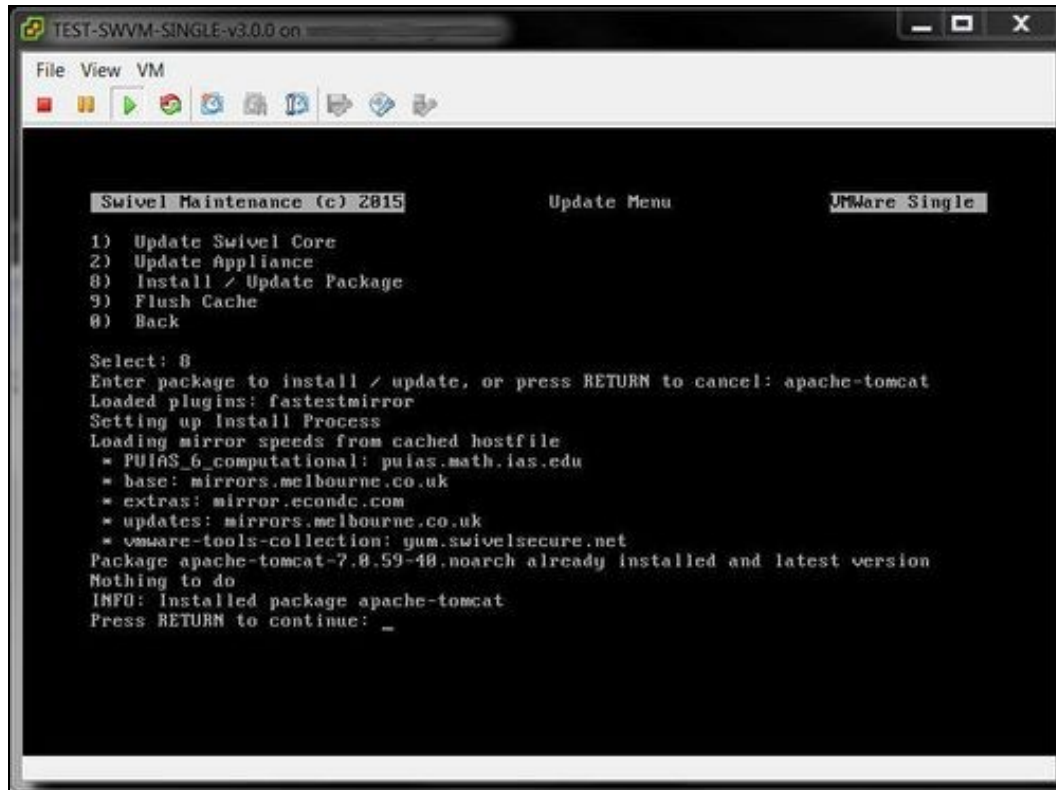 TEST-SWVM-SINGLE-v3.0.0 on
File View VM
Swivel Maintenance (c) 2015 Update Menu VMWare Single
1) Update Swivel Core
2) Update Appliance
8) Install / Update Package
9) Flush Cache
0) Back
Select: 8
Enter package to install / update, or press RETURN to cancel: apache-tomcat
Loaded plugins: fastestmirror
Setting up Install Process
Loading mirror speeds from cached hostfile
* PUIAS_6_computational: puias.math.ias.edu
* base: mirrors.melbourne.co.uk
* extras: mirror.econdc.com
* updates: mirrors.melbourne.co.uk
* vmware-tools-collection: yum.swivelsecure.net
Package apache-tomcat-7.0.59-40.noarch already installed and latest version
Nothing to do
INFO: Installed package apache-tomcat
Press RETURN to continue: _